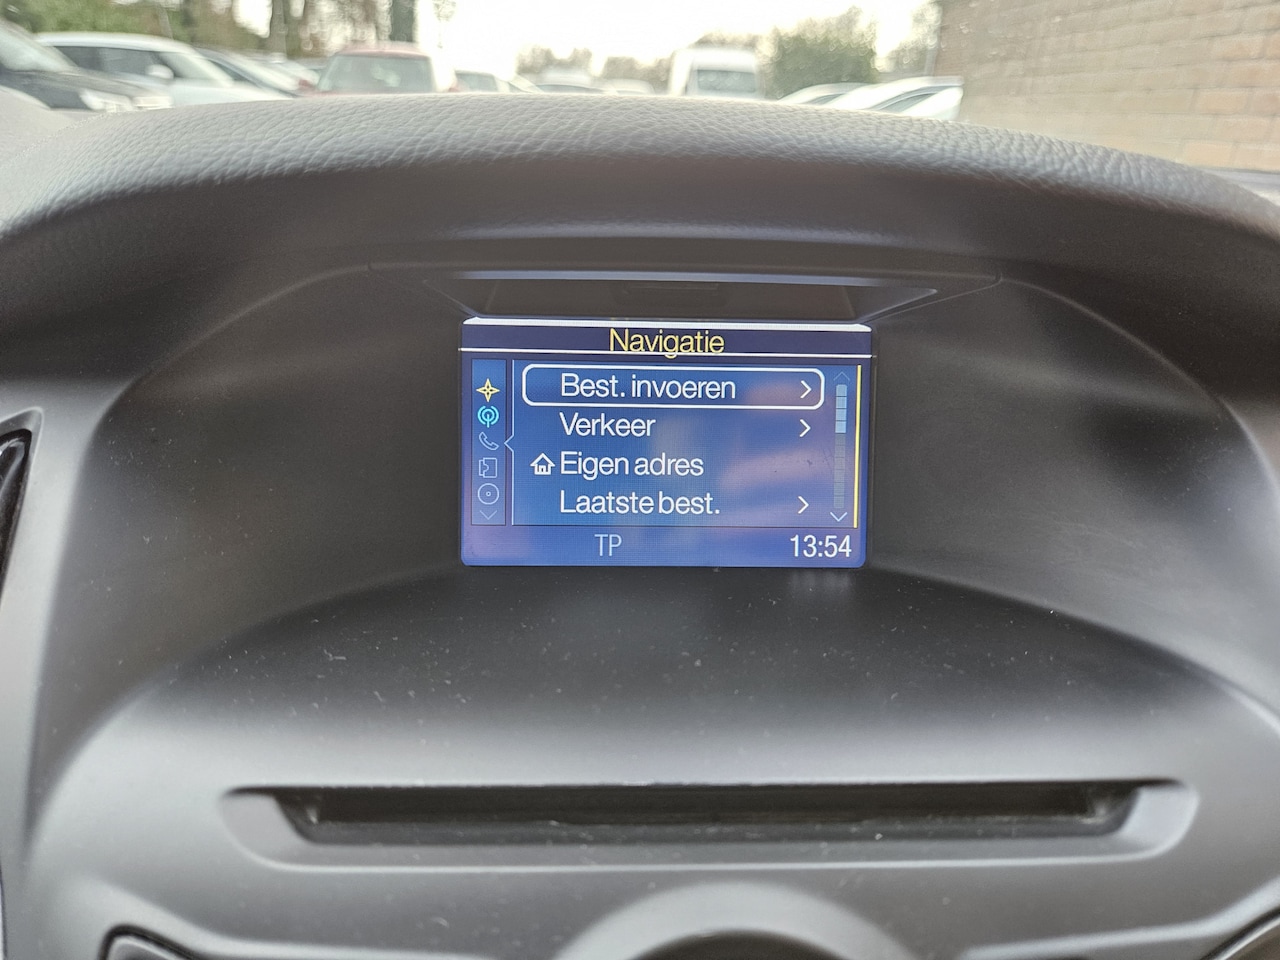 Navigatie
Best. invoeren
Verkeer
Eigen adres
Laatste best.
TP 13:54